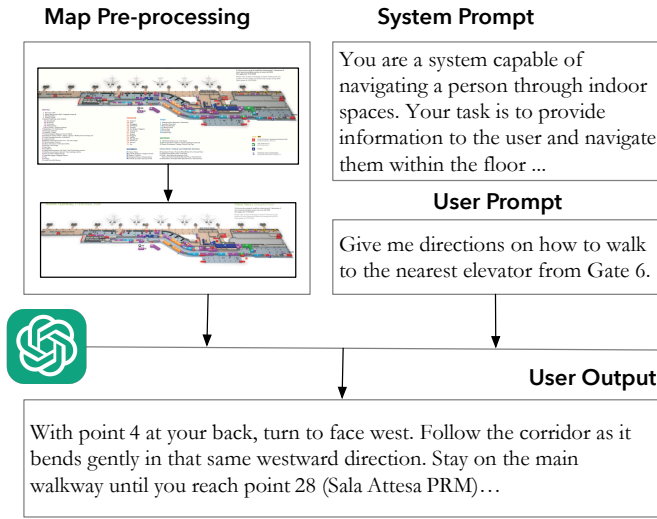 Map Pre-processing
System Prompt
You are a system capable of
navigating a person through indoor
spaces. Your task is to provide
information to the user and navigate
them within the floor ...
User Prompt
Give me directions on how to walk
to the nearest elevator from Gate 6.
User Output
With point 4 at your back, turn to face west. Follow the corridor as it
bends gently in that same westward direction. Stay on the main
walkway until you reach point 28 (Sala Attesa PRM)…